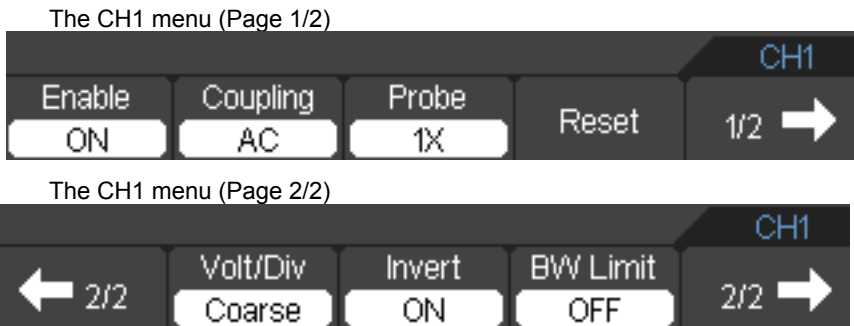 The CH1 menu (Page 1/2)
CH1
Enable Coupling Probe Reset 1/2
ON AC 1X
The CH1 menu (Page 2/2)
CH1
2/2 Volt/Div Invert BW Limit 2/2
Coarse ON OFF